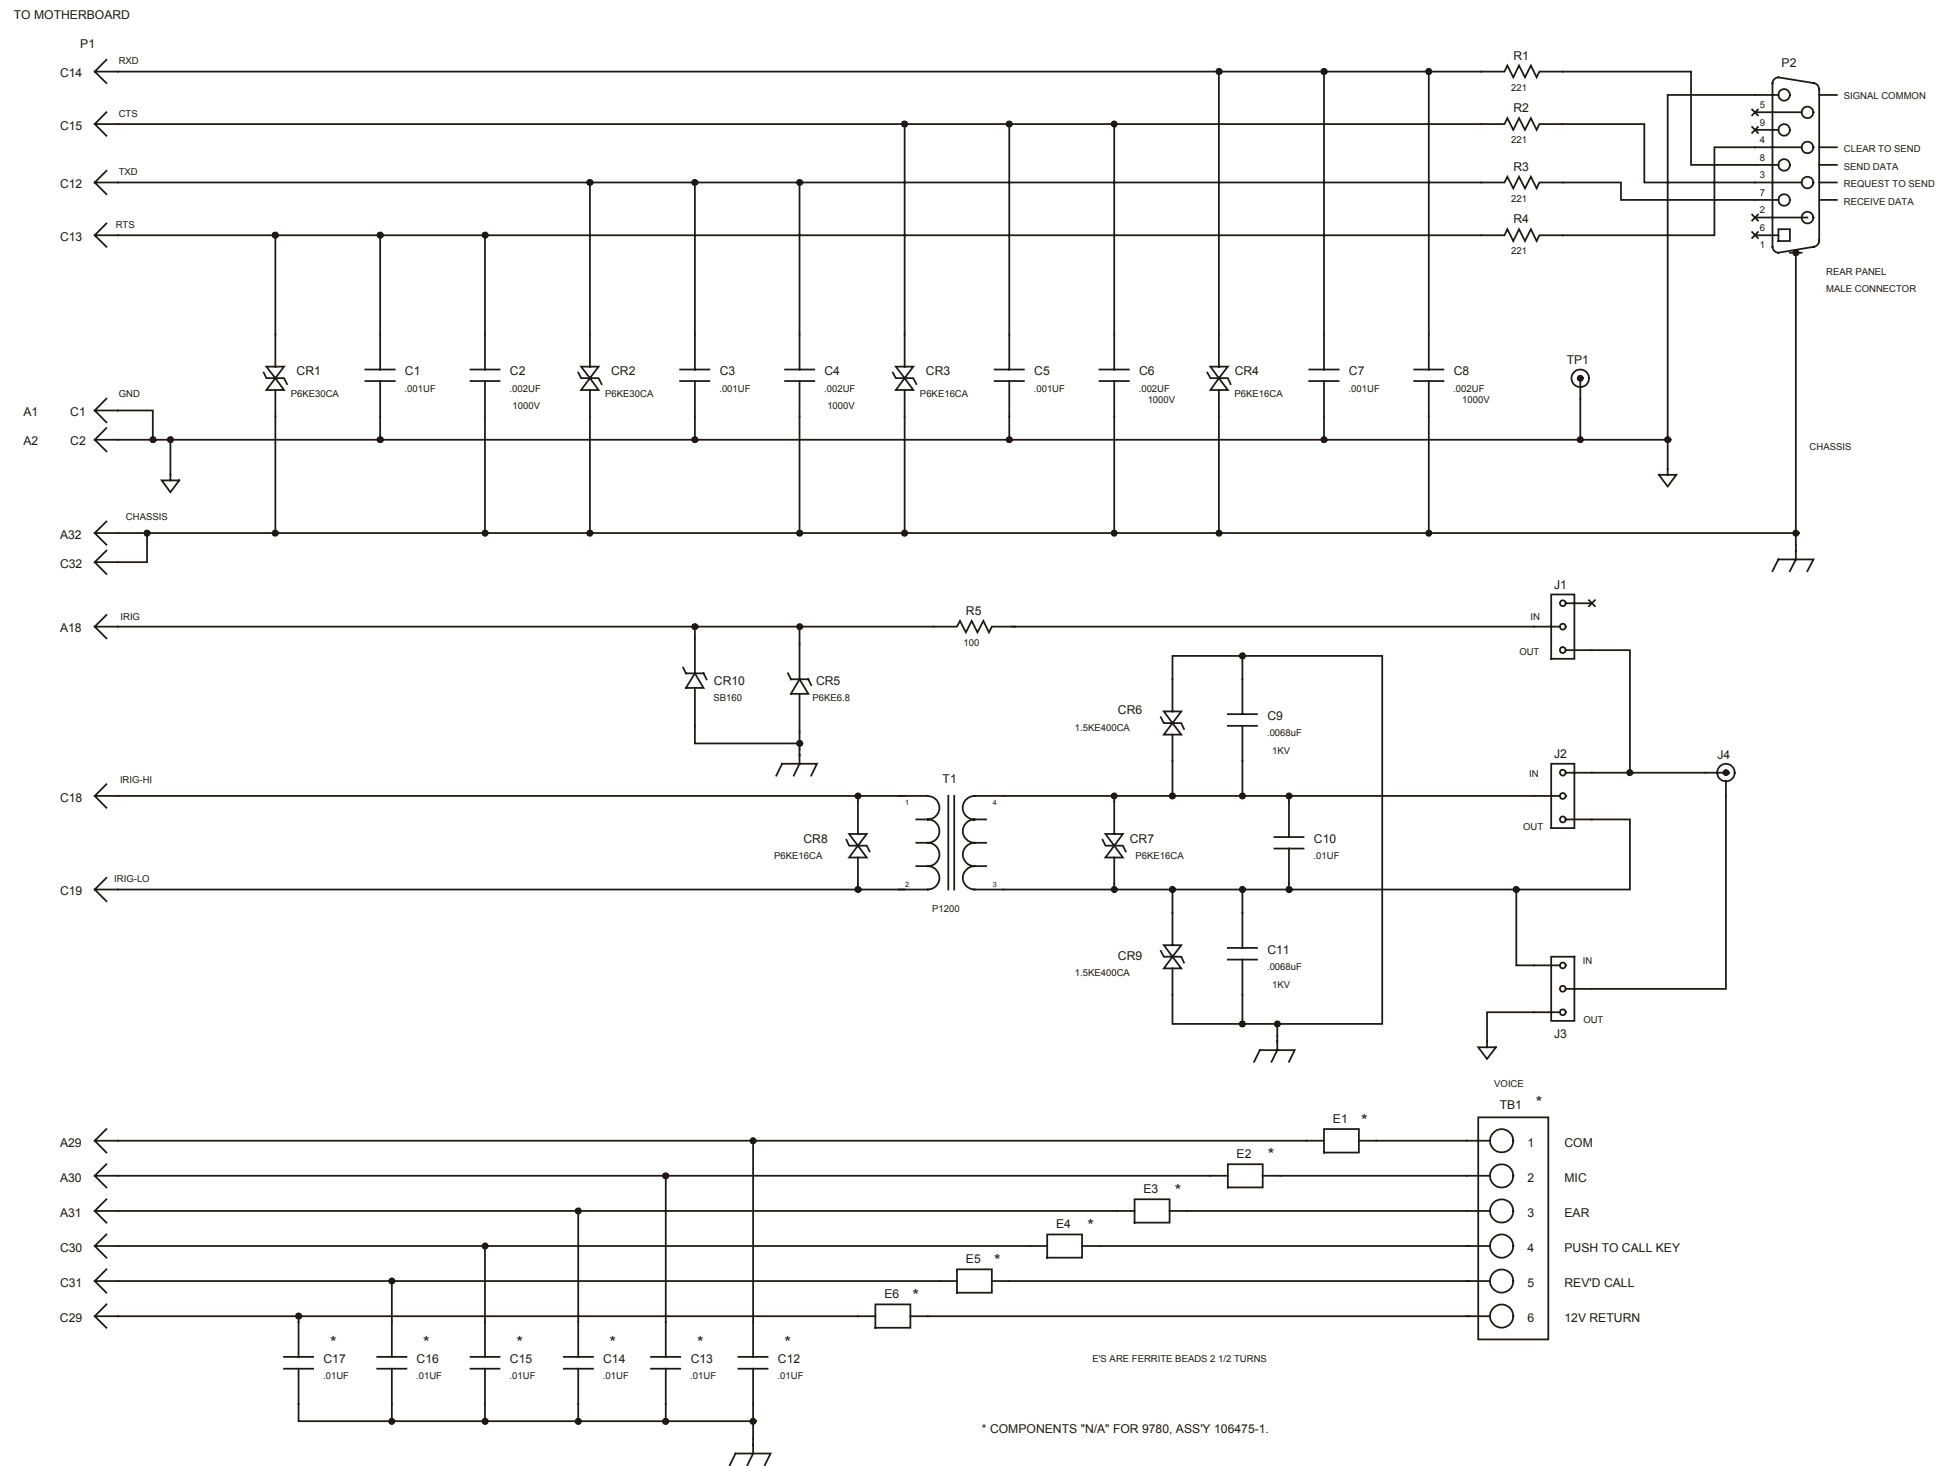 TO MOTHERBOARD
P1
C14 RXD
R1
221
P2
C15 CTS
R2
221
C12 TXD
R3
221
C13 RTS
R4
221
5
9
4
8
3
7
2
6
1
SIGNAL COMMON
CLEAR TO SEND
SEND DATA
REQUEST TO SEND
RECEIVE DATA
REAR PANEL
MALE CONNECTOR
CR1
P6KE30CA
C1
.001UF
C2
.002UF
1000V
CR2
P6KE30CA
C3
.001UF
C4
.002UF
1000V
CR3
P6KE16CA
C5
.001UF
C6
.002UF
1000V
CR4
P6KE16CA
C7
.001UF
C8
.002UF
1000V
TP1
A1 C1 GND
A2 C2
CHASSIS
A32 CHASSIS
C32
A18 IRIG
R5
100
J1
IN
OUT
CR10
SB160
CR5
P6KE6.8
CR6
1.5KE400CA
C9
.0068uF
1KV
C18 IRIG-HI
T1
1
4
2
3
P1200
J2
IN
OUT
J4
CR8
P6KE16CA
CR7
P6KE16CA
C10
.01UF
C19 IRIG-LO
CR9
1.5KE400CA
C11
.0068uF
1KV
IN
OUT
J3
VOICE
TB1 *
A29
E1 *
1 COM
A30
E2 *
2 MIC
A31
E3 *
3 EAR
C30
E4 *
4 PUSH TO CALL KEY
C31
E5 *
5 REV'D CALL
C29
E6 *
6 12V RETURN
*
C17
.01UF
*
C16
.01UF
*
C15
.01UF
*
C14
.01UF
*
C13
.01UF
*
C12
.01UF
E'S ARE FERRITE BEADS 2 1/2 TURNS
* COMPONENTS "N/A" FOR 9780, ASS'Y 106475-1.